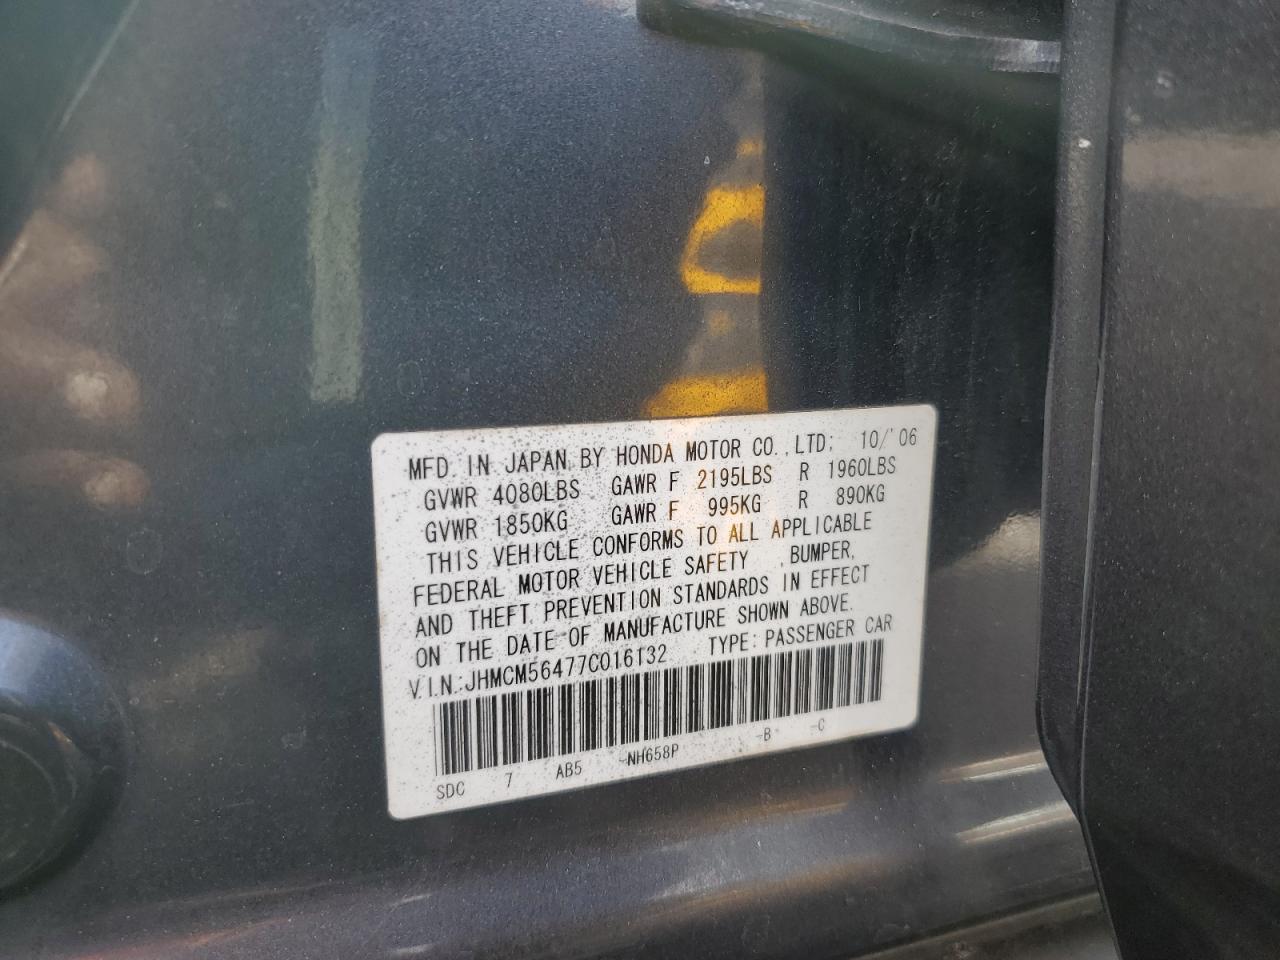 MFD. IN JAPAN BY HONDA MOTOR CO., LTD; 10/'06
GVWR 4080LBS GAWR F 2195LBS R 1960LBS
GVWR 1850KG GAWR F 995KG R 890KG
THIS VEHICLE CONFORMS TO ALL APPLICABLE
FEDERAL MOTOR VEHICLE SAFETY , BUMPER,
AND THEFT PREVENTION STANDARDS IN EFFECT
ON THE DATE OF MANUFACTURE SHOWN ABOVE.
V.I.N.:JHMCM56477C016132 TYPE: PASSENGER CAR
SDC 7 AB5 -NH658P -B -C